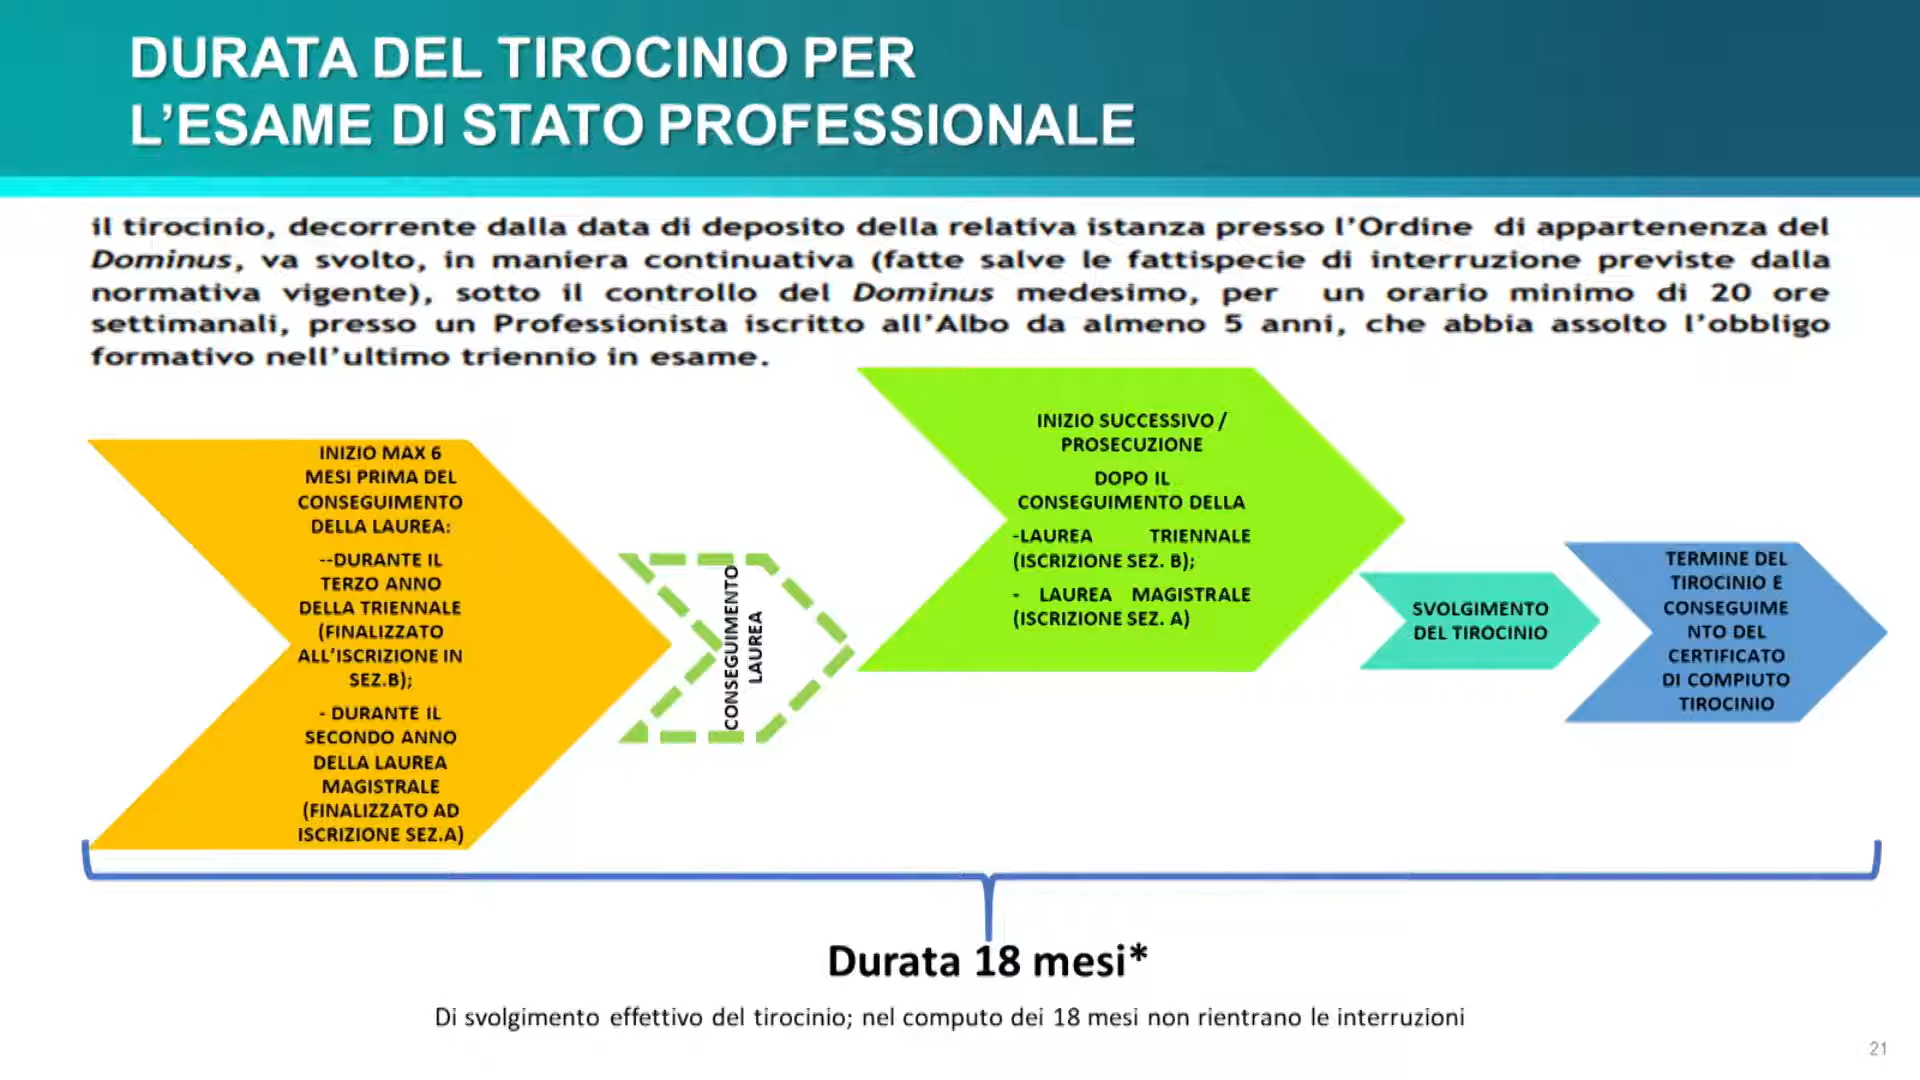 DURATA DEL TIROCINIO PER
L’ESAME DI STATO PROFESSIONALE
il tirocinio, decorrente dalla data di deposito della relativa istanza presso l’Ordine di appartenenza del
Dominus, va svolto, in maniera continuativa (fatte salve le fattispecie di interruzione previste dalla
normativa vigente), sotto il controllo del Dominus medesimo, per un orario minimo di 20 ore
settimanali, presso un Professionista iscritto all’Albo da almeno 5 anni, che abbia assolto l’obbligo
formativo nell’ultimo triennio in esame.
INIZIO MAX 6
MESI PRIMA DEL
CONSEGUIMENTO
DELLA LAUREA:
--DURANTE IL
TERZO ANNO
DELLA TRIENNALE
(FINALIZZATO
ALL’ISCRIZIONE IN
SEZ.B);
- DURANTE IL
SECONDO ANNO
DELLA LAUREA
MAGISTRALE
(FINALIZZATO AD
ISCRIZIONE SEZ.A)
CONSEGUIMENTO
LAUREA
INIZIO SUCCESSIVO /
PROSECUZIONE
DOPO IL
CONSEGUIMENTO DELLA
-LAUREA TRIENNALE
(ISCRIZIONE SEZ. B);
- LAUREA MAGISTRALE
(ISCRIZIONE SEZ. A)
SVOLGIMENTO
DEL TIROCINIO
TERMINE DEL
TIROCINIO E
CONSEGUIME
NTO DEL
CERTIFICATO
DI COMPIUTO
TIROCINIO
Durata 18 mesi*
Di svolgimento effettivo del tirocinio; nel computo dei 18 mesi non rientrano le interruzioni
21